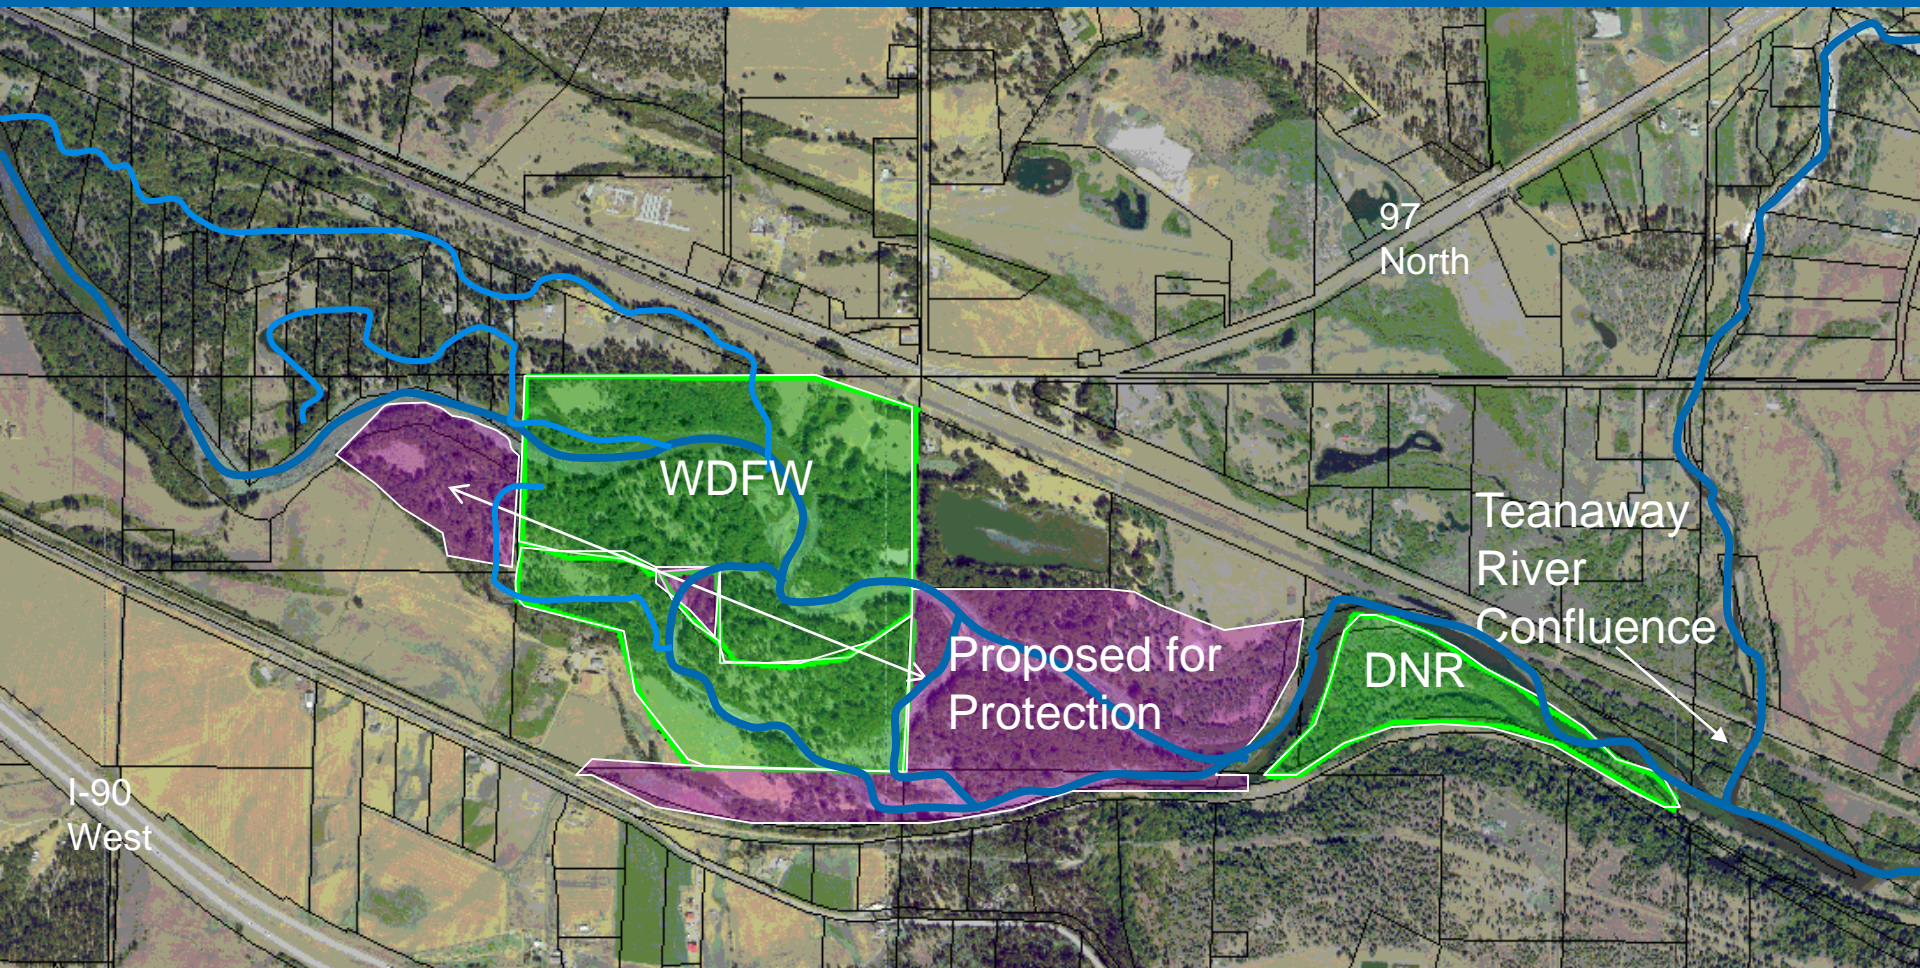 97
North
WDFW
Teanaway
River
Confluence
Proposed for
Protection
DNR
I-90
West